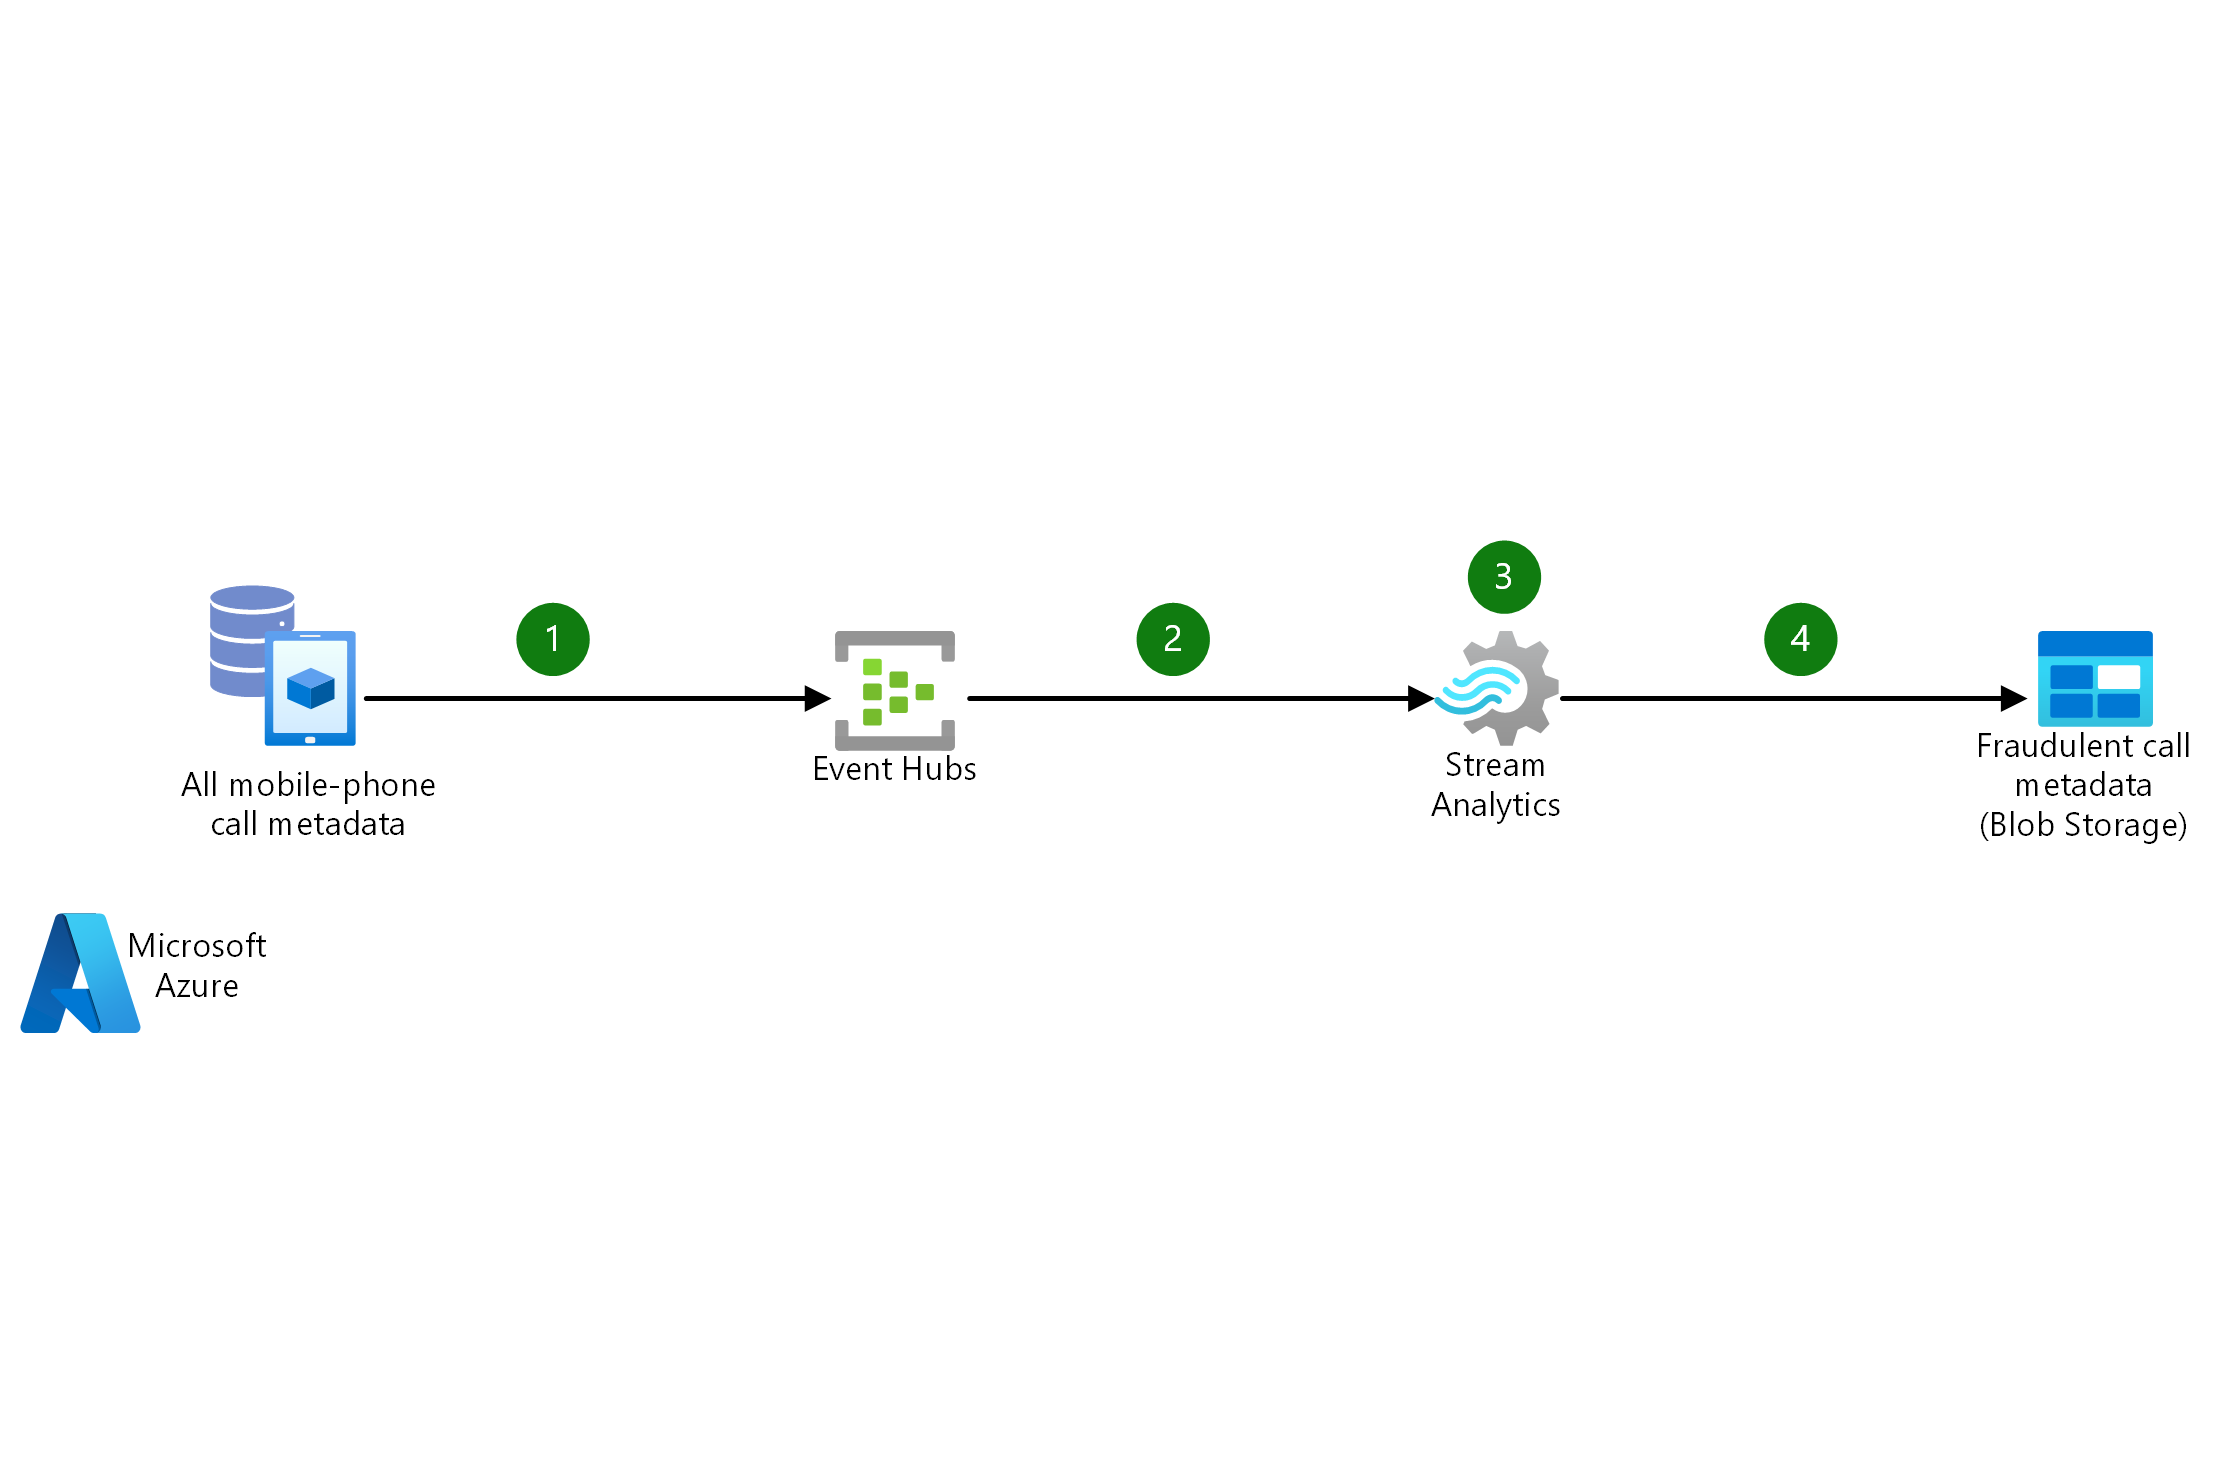 1
2
3
4
All mobile-phone
call metadata
Event Hubs
Stream
Analytics
Fraudulent call
metadata
(Blob Storage)
Microsoft
Azure